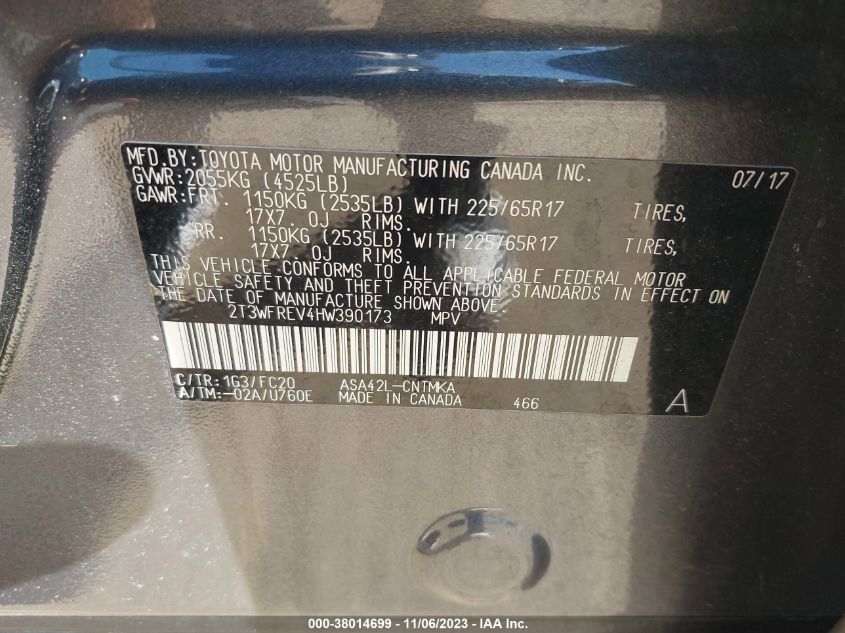 MFD.BY:TOYOTA MOTOR MANUFACTURING CANADA INC. 07/17
GVWR:2055KG (4525LB)
GAWR:FRT. 1150KG (2535LB) WITH 225/65R17 TIRES,
17X7.0J RIMS.
RR. 1150KG (2535LB) WITH 225/65R17 TIRES,
17X7.0J RIMS.
THIS VEHICLE CONFORMS TO ALL APPLICABLE FEDERAL MOTOR
VEHICLE SAFETY AND THEFT PREVENTION STANDARDS IN EFFECT ON
THE DATE OF MANUFACTURE SHOWN ABOVE.
2T3WFREV4HW390173 MPV
C/TR:1G3/FC20 ASA42L-CNTMKA
A/TM:-02A/U760E MADE IN CANADA 466 A
000-38014699 - 11/06/2023 - IAA Inc.